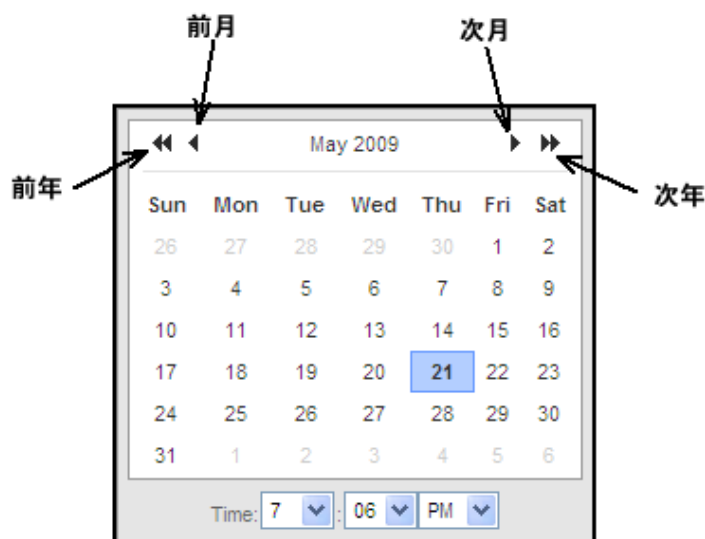 前月
次月
前年
次年
May 2009
Sun Mon Tue Wed Thu Fri Sat
26 27 28 29 30 1 2
3 4 5 6 7 8 9
10 11 12 13 14 15 16
17 18 19 20 21 22 23
24 25 26 27 28 29 30
31 1 2 3 4 5 6
Time: 7 : 06 PM